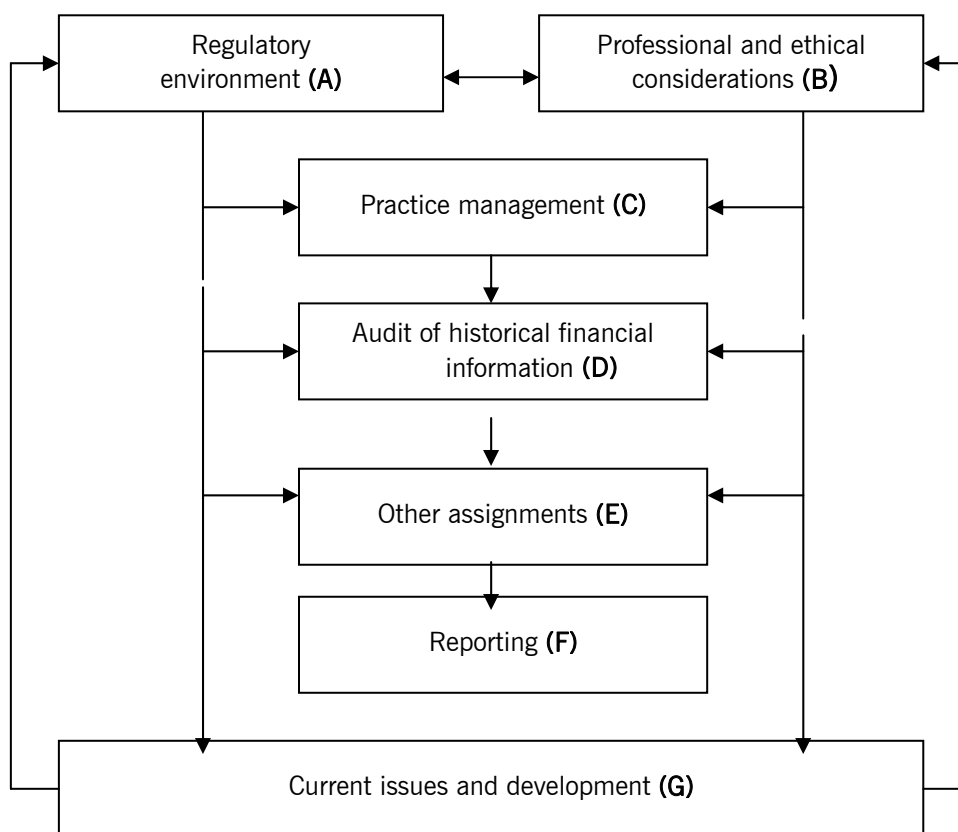 Regulatory
environment (A)
Professional and ethical
considerations (B)
Practice management (C)
Audit of historical financial
information (D)
Other assignments (E)
Reporting (F)
Current issues and development (G)